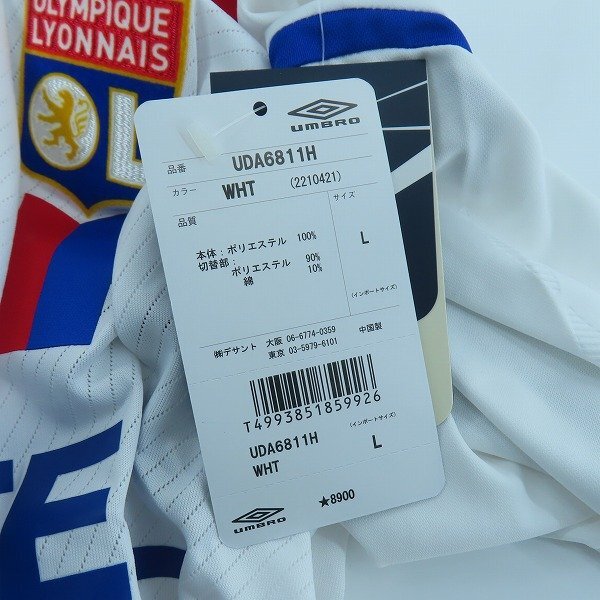 OLYMPIQUE
LYONNAIS
OL
UMBRO
品番 UDA6811H
カラー WHT (2210421)
品質
サイズ
本体:ポリエステル 100%
切替部:
ポリエステル 90%
綿 10%
L
(インポートサイズ)
㈱デサント 大阪 06-6774-0359
東京 03-5979-6101
中国製
T4993851859926
UDA6811H
(インポートサイズ)
WHT
L
★8900
UMBRO